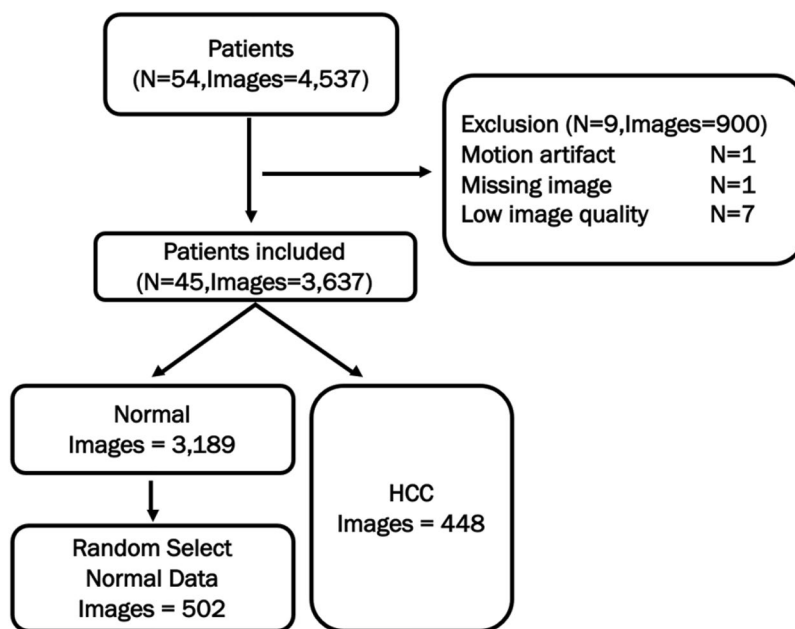 Patients
(N=54,Images=4,537)
Exclusion (N=9,Images=900)
Motion artifact N=1
Missing image N=1
Low image quality N=7
Patients included
(N=45,Images=3,637)
Normal
Images = 3,189
HCC
Images = 448
Random Select
Normal Data
Images = 502